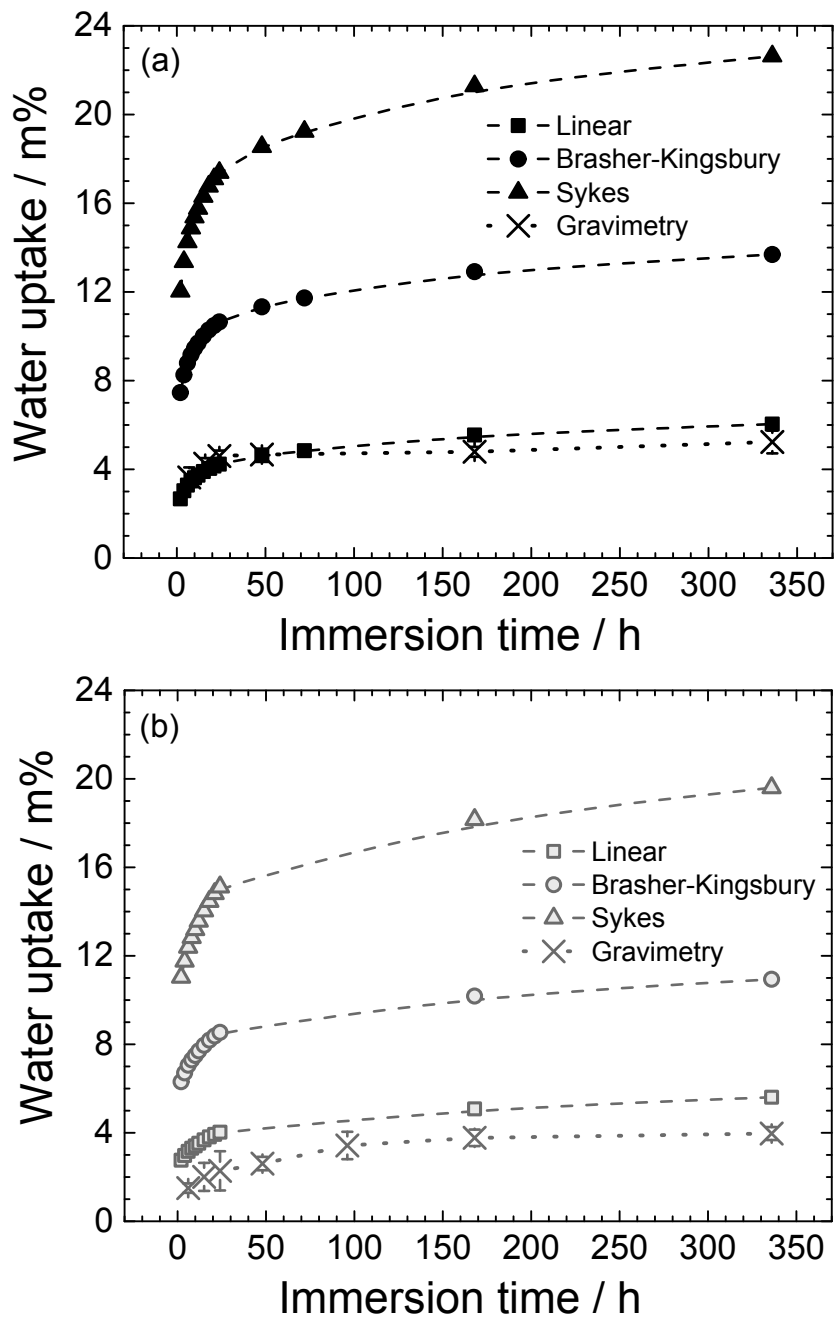 (a)
Water uptake / m%
24
20
16
12
8
4
0
Linear
Brasher-Kingsbury
Sykes
Gravimetry
0 50 100 150 200 250 300 350
Immersion time / h
(b)
Water uptake / m%
24
20
16
12
8
4
0
Linear
Brasher-Kingsbury
Sykes
Gravimetry
0 50 100 150 200 250 300 350
Immersion time / h